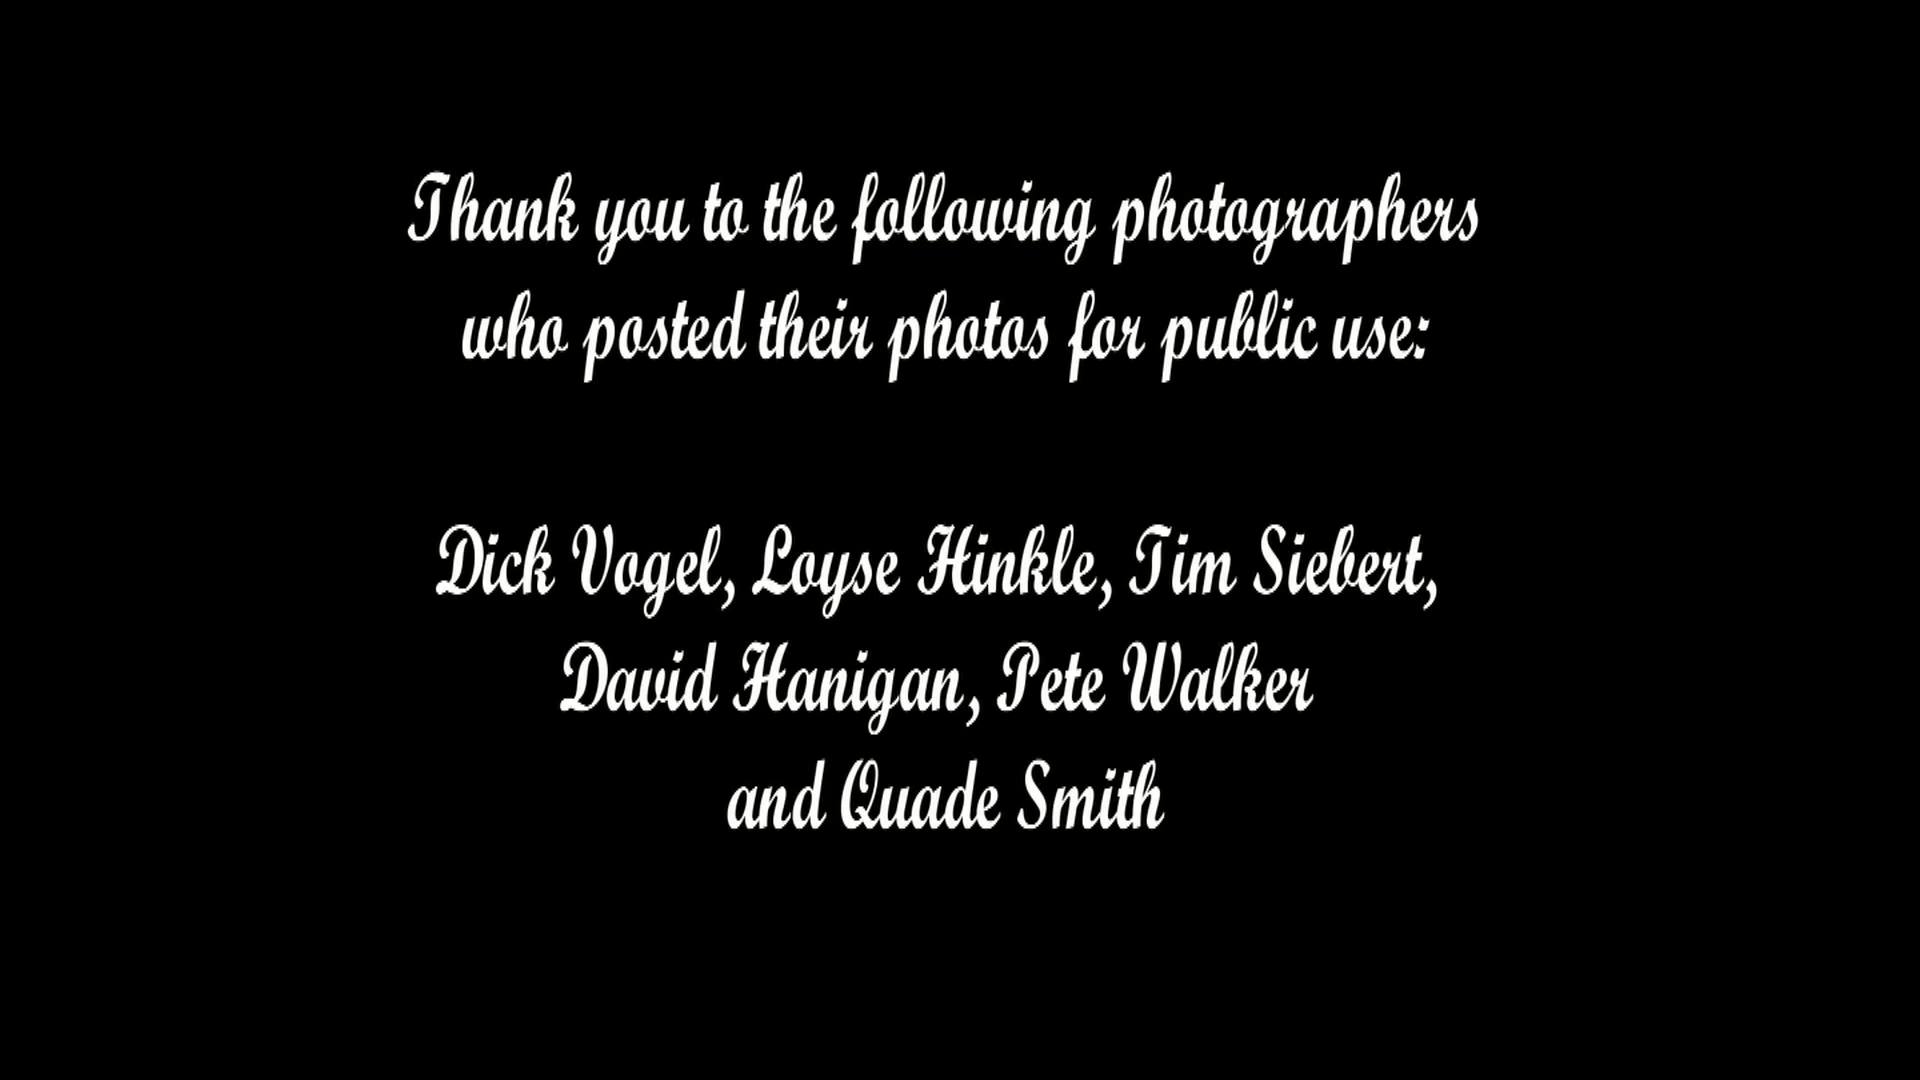 Thank you to the following photographers
who posted their photos for public use:
Dick Vogel, Loyse Hinkle, Tim Siebert,
David Hanigan, Pete Walker
and Quade Smith